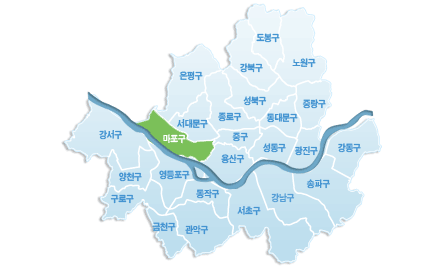 도봉구
노원구
강북구
은평구
성북구
중랑구
종로구
동대문구
서대문구
강서구
마포구
중구
성동구
광진구
강동구
용산구
양천구
영등포구
송파구
동작구
강남구
구로구
서초구
금천구
관악구